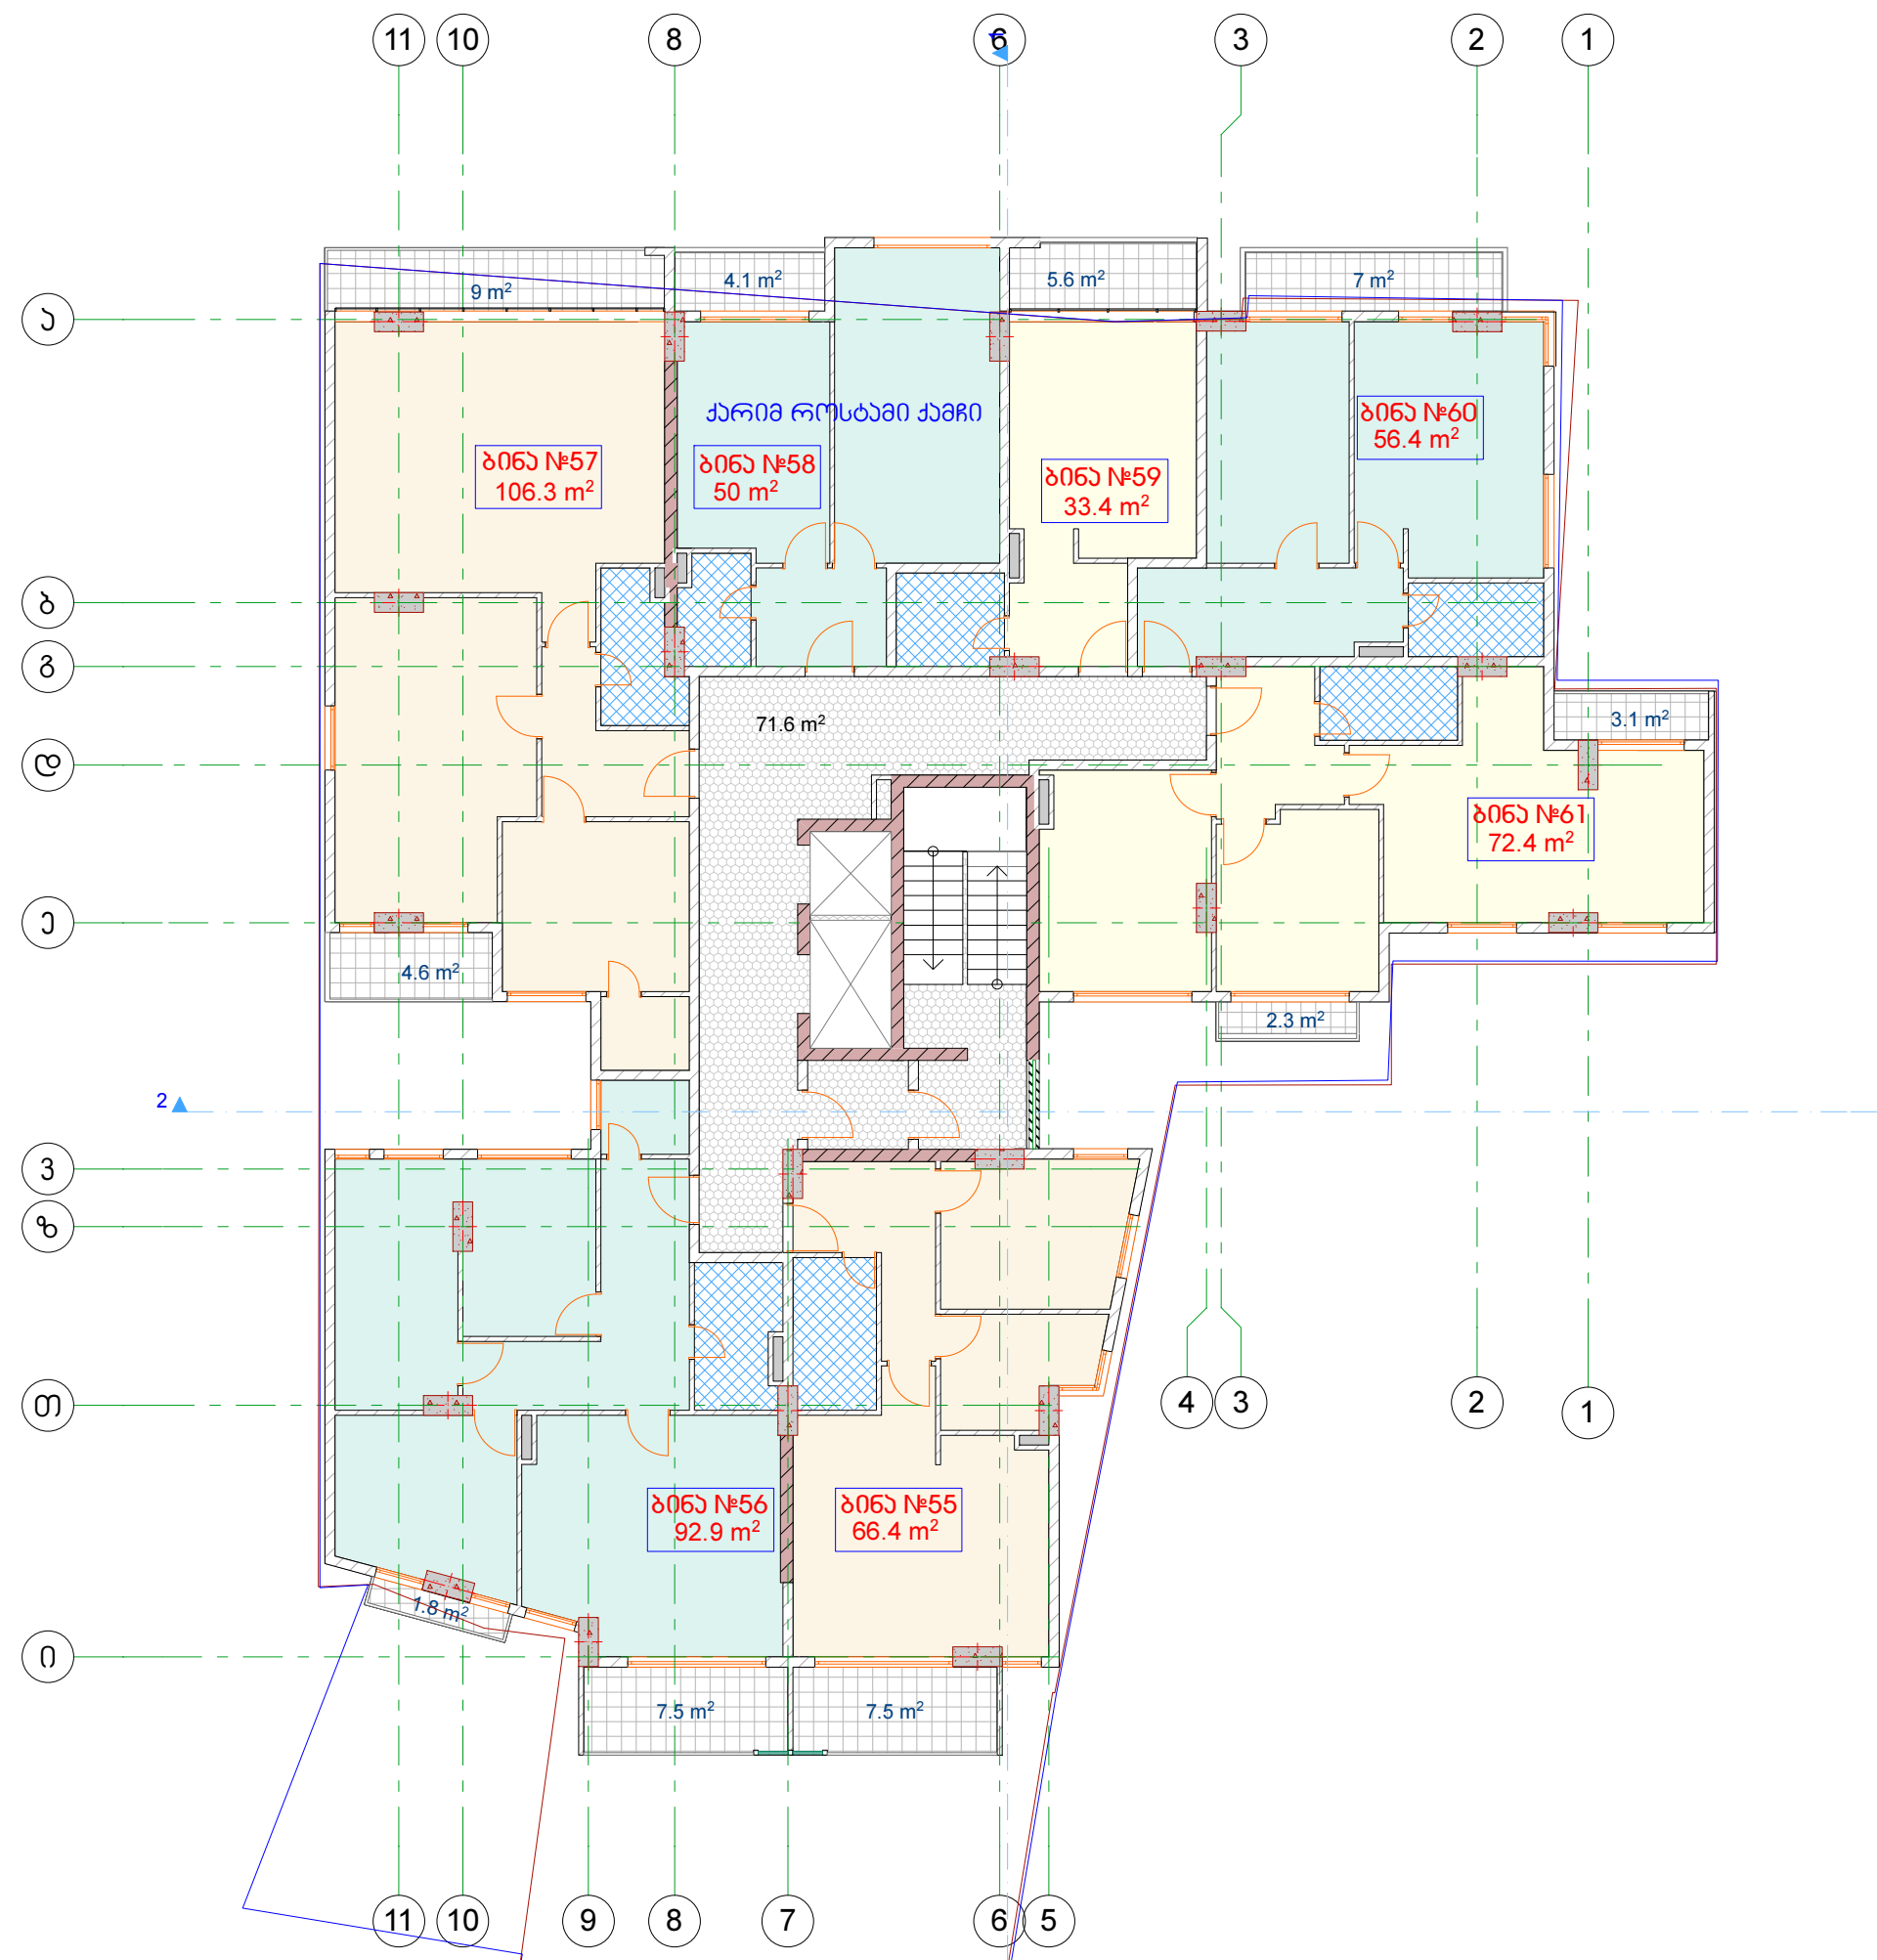 11 10 8 6 3 2 1
4.1 m²
5.6 m²
7 m²
9 m²
ა
ქარიმ როსტამი ქამჩი
ბინა №60
56.4 m²
ბინა №57
106.3 m²
ბინა №58
50 m²
ბინა №59
33.4 m²
ბ
გ
71.6 m²
3.1 m²
დ
ბინა №61
72.4 m²
ე
4.6 m²
2.3 m²
2
ვ
ზ
თ
4 3 2 1
ბინა №56
92.9 m²
ბინა №55
66.4 m²
1.8 m²
ი
7.5 m²
7.5 m²
11 10 9 8 7 6 5